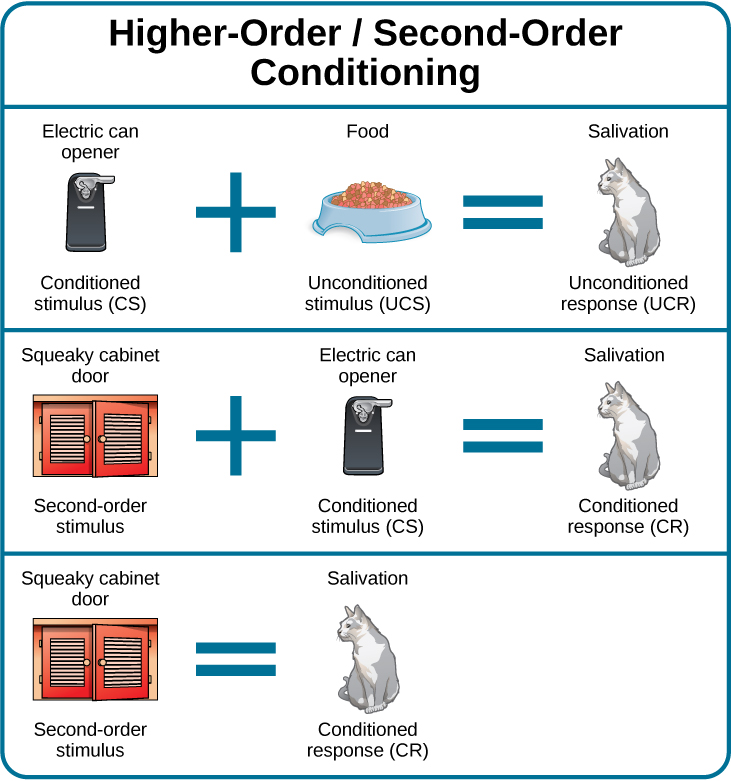 Higher-Order / Second-Order
Conditioning
Electric can
opener
Food
Salivation
Conditioned
stimulus (CS)
Unconditioned
stimulus (UCS)
Unconditioned
response (UCR)
Squeaky cabinet
door
Electric can
opener
Salivation
Second-order
stimulus
Conditioned
stimulus (CS)
Conditioned
response (CR)
Squeaky cabinet
door
Salivation
Second-order
stimulus
Conditioned
response (CR)